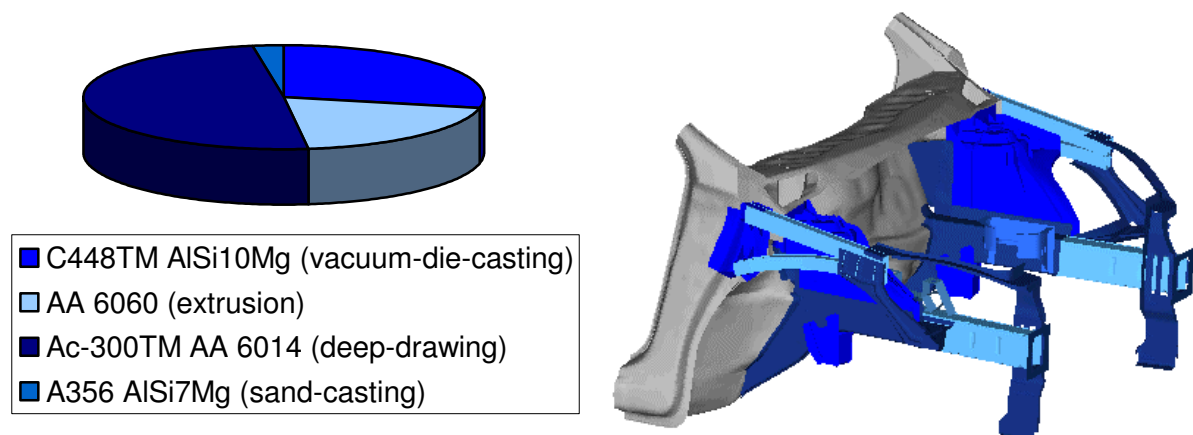 C448TM AlSi10Mg (vacuum-die-casting)
AA 6060 (extrusion)
Ac-300TM AA 6014 (deep-drawing)
A356 AlSi7Mg (sand-casting)